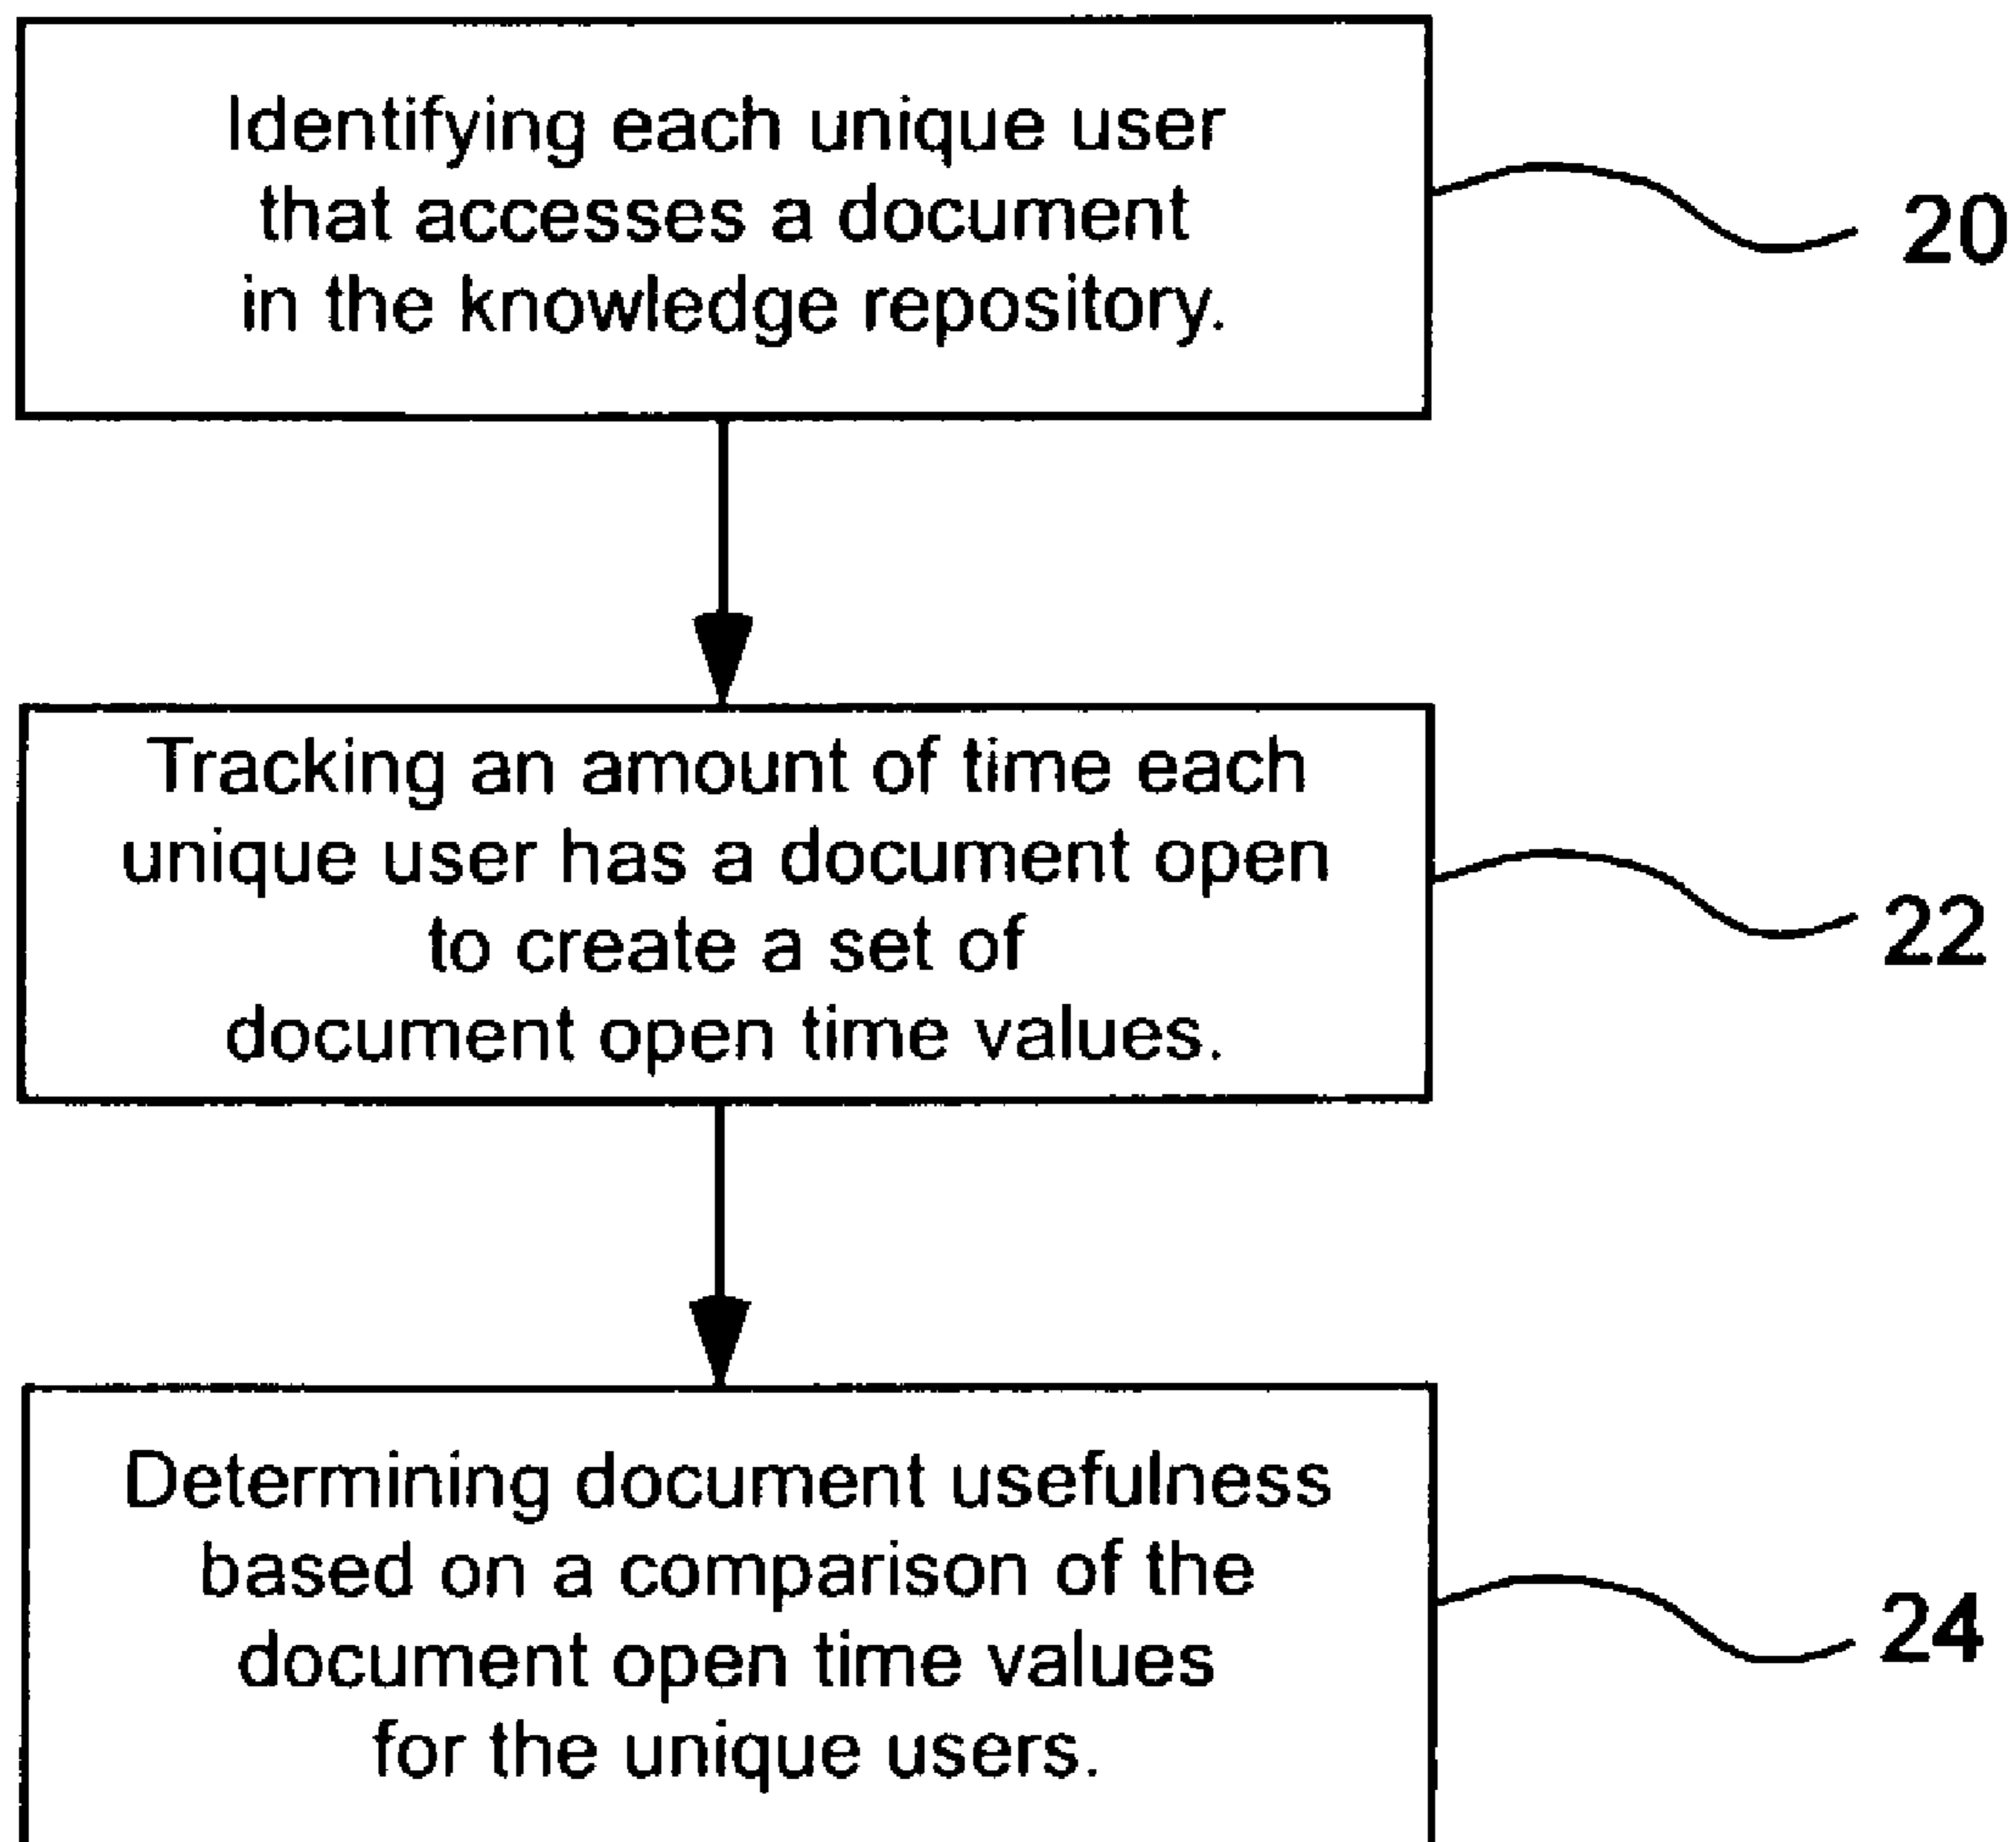 Identifying each unique user
that accesses a document
in the knowledge repository.
20
Tracking an amount of time each
unique user has a document open
to create a set of
document open time values.
22
Determining document usefulness
based on a comparison of the
document open time values
for the unique users.
24